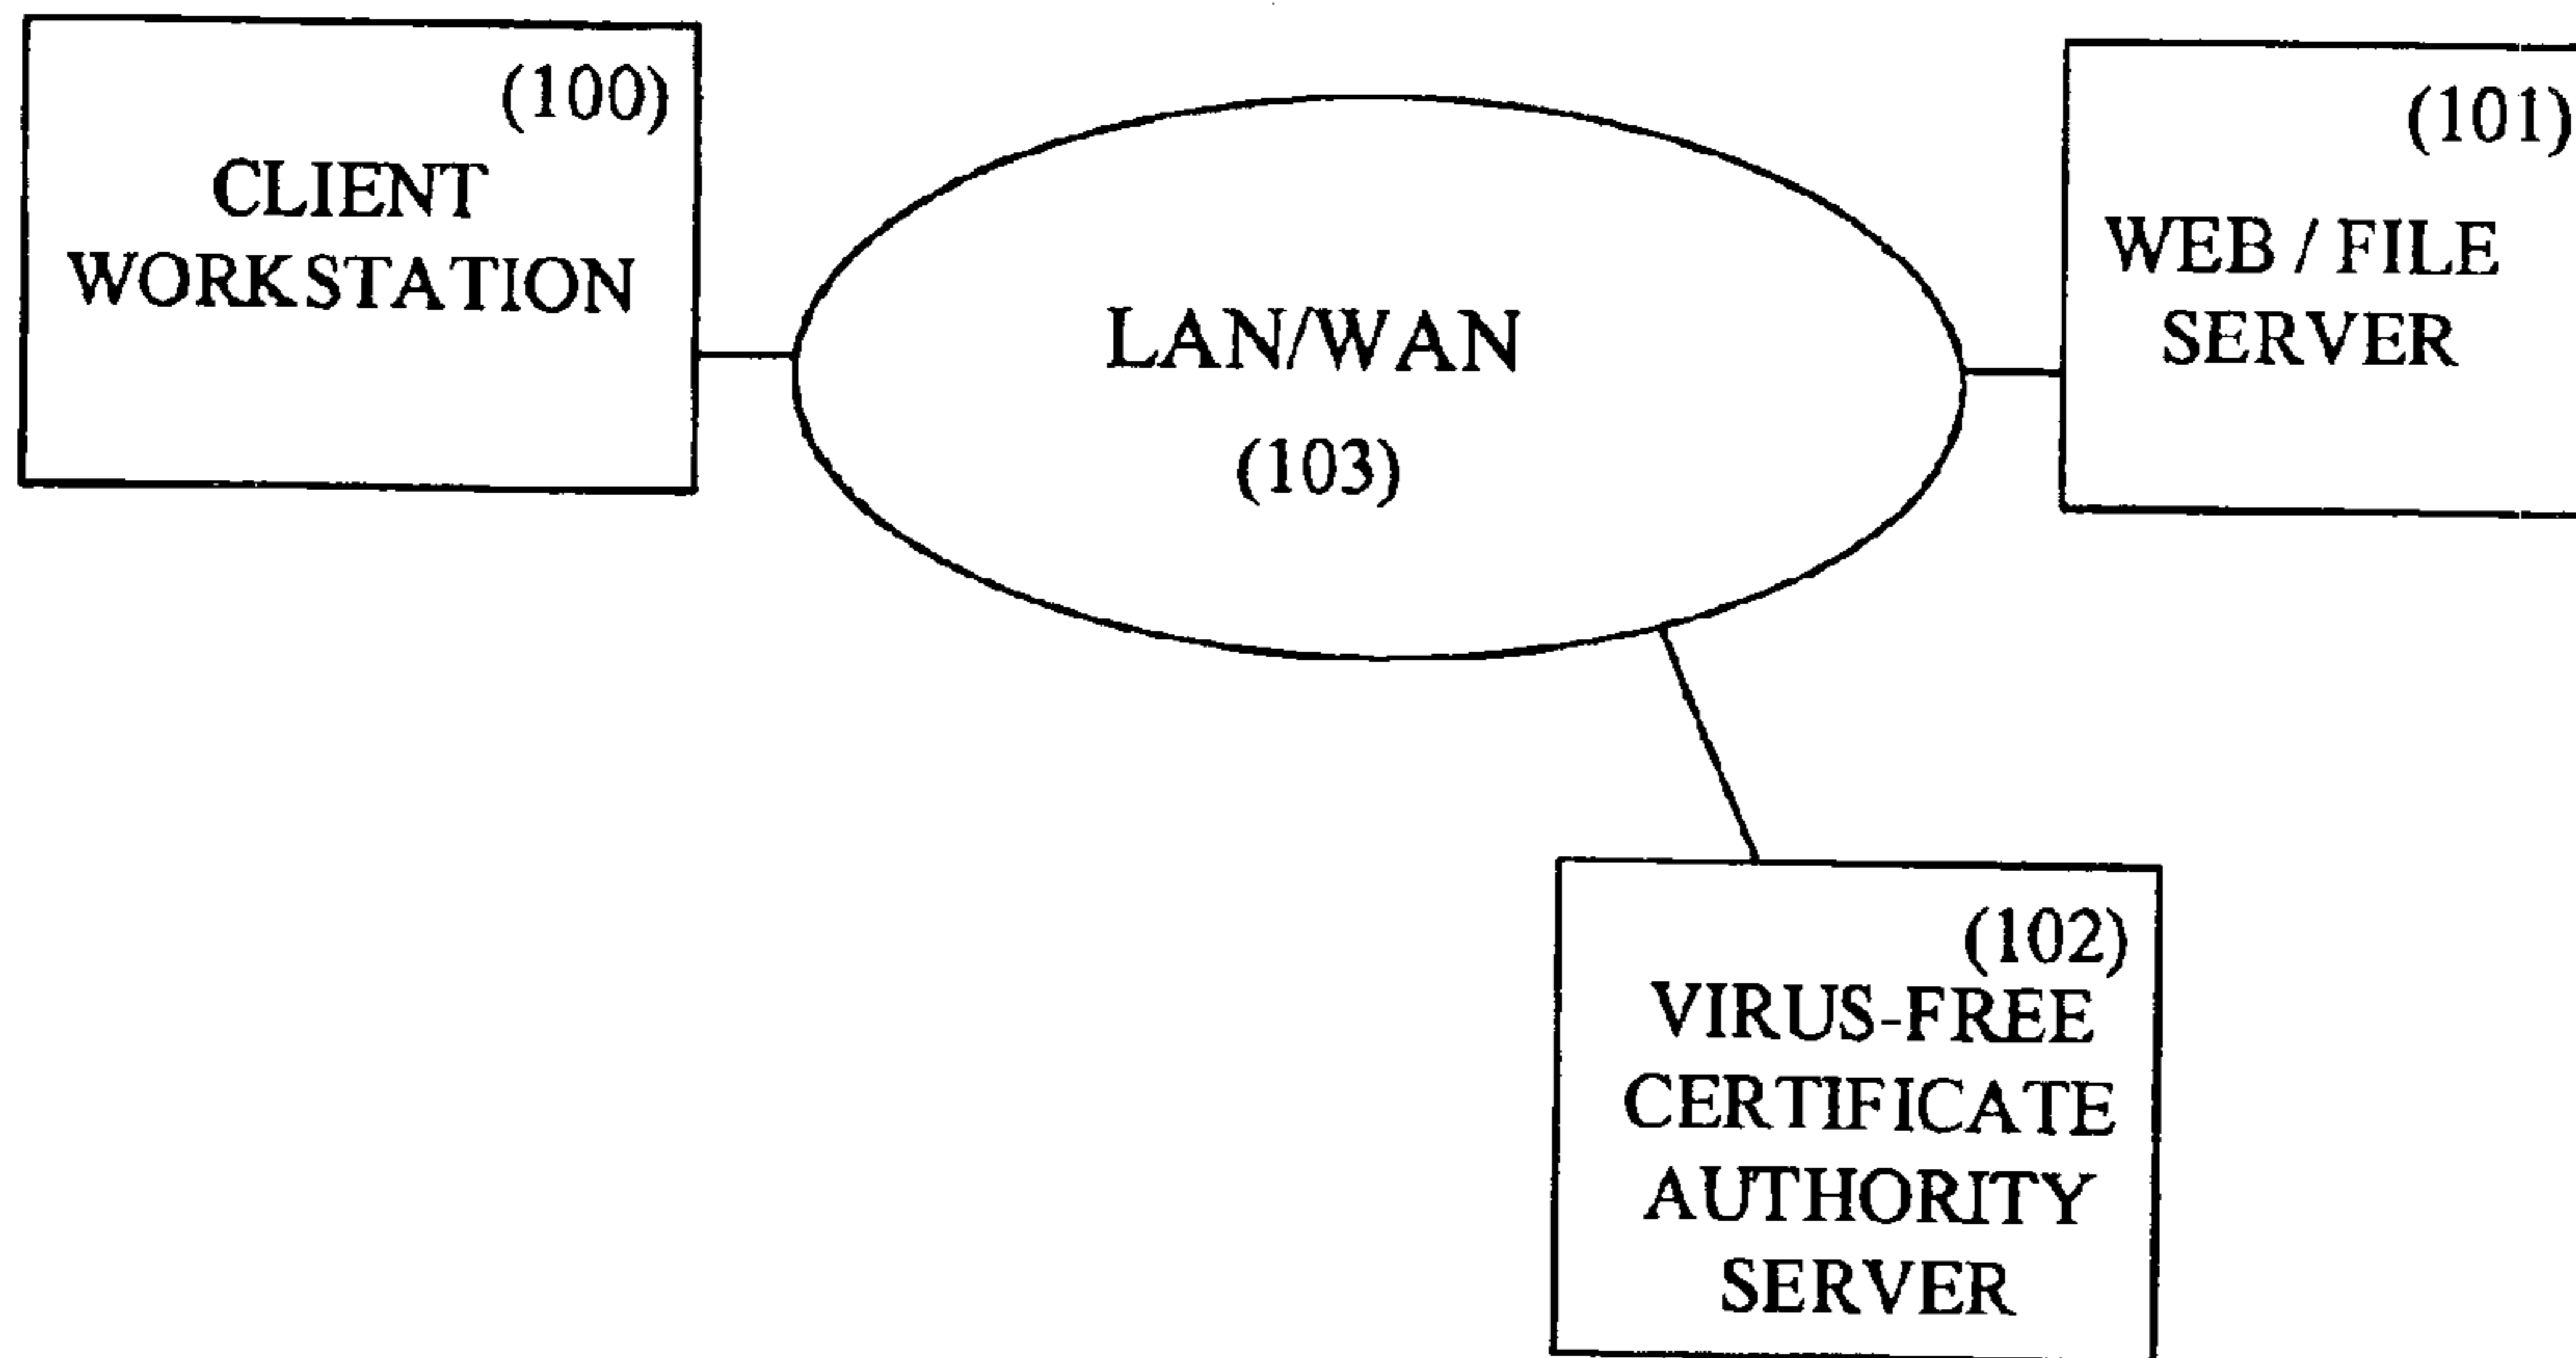 (100)
CLIENT
WORKSTATION
LAN/WAN
(103)
(101)
WEB / FILE
SERVER
(102)
VIRUS-FREE
CERTIFICATE
AUTHORITY
SERVER